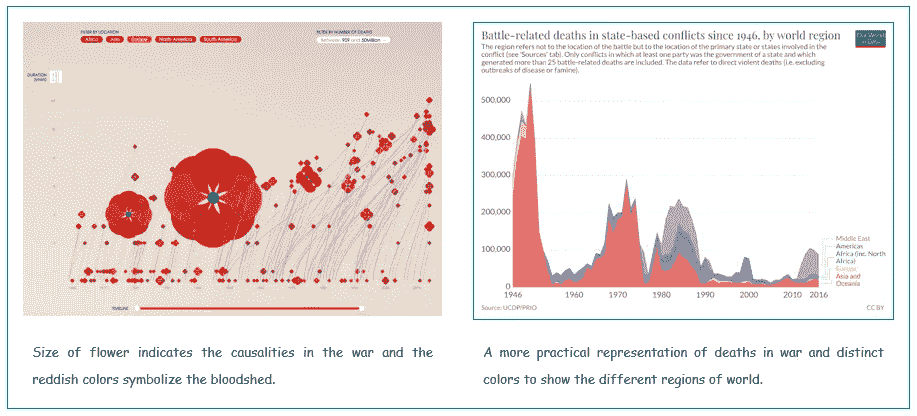 FILTER BY LOCATION
Africa Asia Europe North-America South-America
FILTER BY NUMBER OF DEATHS
Between 909 and 50Million
DURATION
(years)
TIMELINE
Battle-related deaths in state-based conflicts since 1946, by world region
Our World
in Data
The region refers not to the location of the battle but to the location of the primary state or states involved in the
conflict (see 'Sources' tab). Only conflicts in which at least one party was the government of a state and which
generated more than 25 battle-related deaths are included. The data refer to direct violent deaths (i.e. excluding
outbreaks of disease or famine).
500,000
400,000
300,000
200,000
100,000
0
Middle East
Americas
Africa (inc. North
Africa)
Europe
Asia and
Oceania
1946 1960 1970 1980 1990 2000 2010 2016
Source: UCDP/PRIO
CC BY
Size of flower indicates the causalities in the war and the
reddish colors symbolize the bloodshed.
A more practical representation of deaths in war and distinct
colors to show the different regions of world.